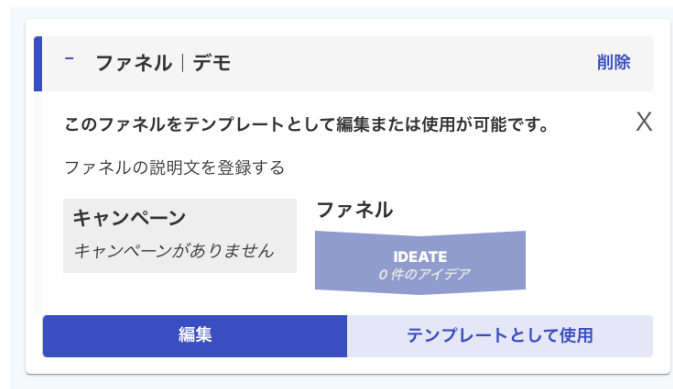 − ファネル｜デモ 削除
このファネルをテンプレートとして編集または使用が可能です。 X
ファネルの説明文を登録する
キャンペーン
キャンペーンがありません
ファネル
IDEATE
0 件のアイデア
編集 テンプレートとして使用